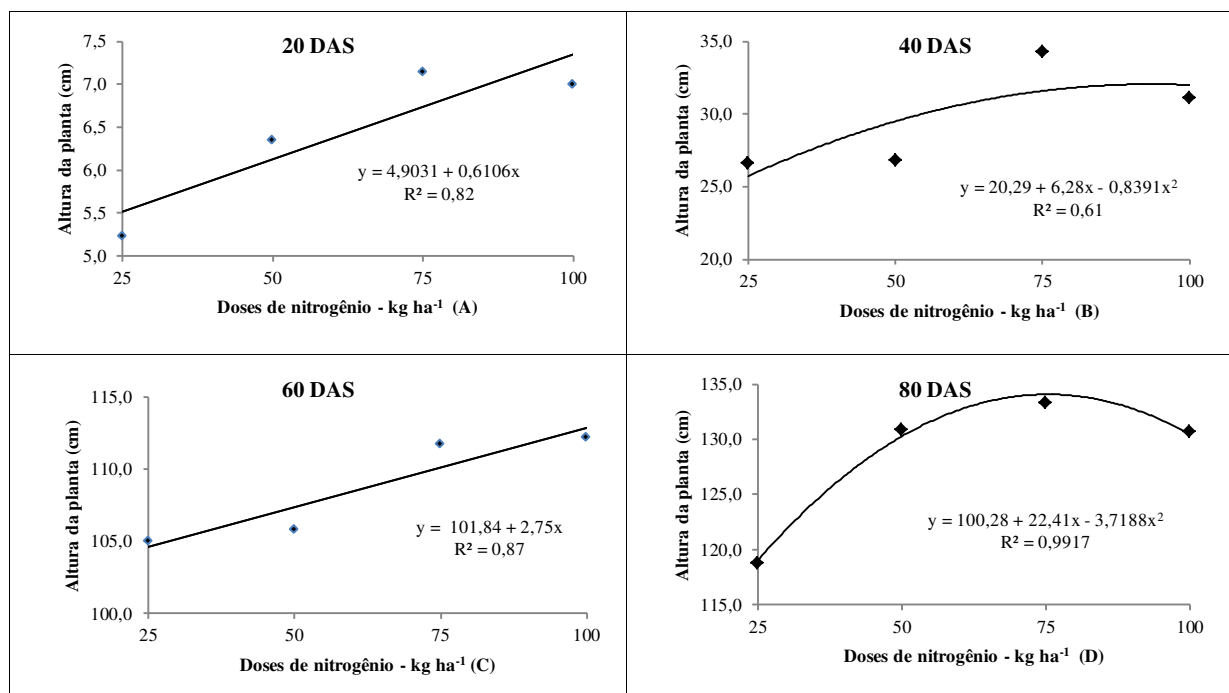 20 DAS
Altura da planta (cm)
7,5
7,0
6,5
6,0
5,5
5,0
y = 4,9031 + 0,6106x
R² = 0,82
25 50 75 100
Doses de nitrogênio - kg ha⁻¹ (A)
40 DAS
Altura da planta (cm)
35,0
30,0
25,0
20,0
y = 20,29 + 6,28x - 0,8391x²
R² = 0,61
25 50 75 100
Doses de nitrogênio - kg ha⁻¹ (B)
60 DAS
Altura da planta (cm)
115,0
110,0
105,0
100,0
y = 101,84 + 2,75x
R² = 0,87
25 50 75 100
Doses de nitrogênio - kg ha⁻¹ (C)
80 DAS
Altura da planta (cm)
135,0
130,0
125,0
120,0
115,0
y = 100,28 + 22,41x - 3,7188x²
R² = 0,9917
25 50 75 100
Doses de nitrogênio - kg ha⁻¹ (D)